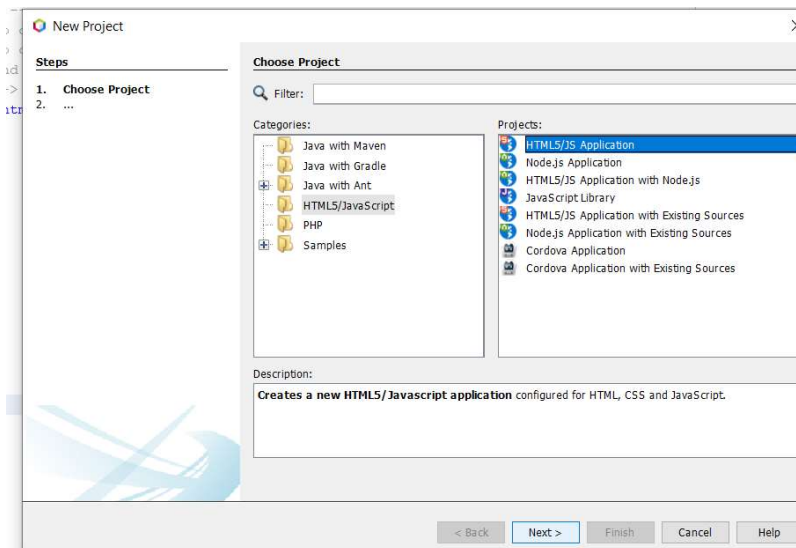 New Project
Steps
1. Choose Project
2. ...
Choose Project
Filter:
Categories:
Java with Maven
Java with Gradle
Java with Ant
HTML5/JavaScript
PHP
Samples
Projects:
HTML5/JS Application
Node.js Application
HTML5/JS Application with Node.js
JavaScript Library
HTML5/JS Application with Existing Sources
Node.js Application with Existing Sources
Cordova Application
Cordova Application with Existing Sources
Description:
Creates a new HTML5/Javascript application configured for HTML, CSS and JavaScript.
< Back
Next >
Finish
Cancel
Help